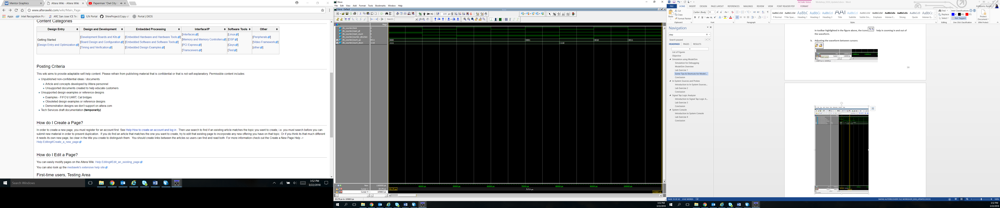 Mentor Graphics
Altera Wiki - Altera Wiki
Paperman "Owl City:
www.alterawiki.com/wiki/Main_Page
Apps
Intel Recognition Por
ARC San Jose ICE Tec
ILN Portal
ShireProject/Copy of
Portal | EXOS
Content Categories
Design Entry
Design and Development
Embedded Processing
Interface/IP
Software Tools
Other
Getting Started
[Design Entry and Optimization]
[Development Boards and Kits]
[Board Design and Configuration]
[Timing and Verification]
[Embedded Hardware and Hardware Tools]
[Embedded Software and Software Tools]
[Embedded Design Examples]
[Interfaces]
[Memory and Memory Controllers]
[PCI Express]
[Transceivers]
[Linux]
[DSP]
[Qsys]
[Test]
[Peripherals]
[Video Framework]
[other]
Posting Criteria
This wiki aims to provide adaptable self-help content. Please refrain from publishing material that is confidential or that is not self-explanatory. Permissible content includes:
Unpublished non-confidential ideas / documents
Article and concepts developed by Altera personnel
Unsupported documents created to help educate customers
Unsupported design examples or reference designs
Examples - FIFO'd UART, Cal bridges
Obsoleted design examples or reference designs
Demonstration designs we don't support on altera.com
Tech Services draft documentation (temporarily)
How do I Create a Page?
In order to create a new page, you must register for an account first. See Help:How to create an account and log in . Then use search to find if an existing article matches the topic you want to create, i.e. you must search before you can
submit new material in order to prevent duplication. If you do find an article that matches the one you want to create, try to edit that existing page to incorporate any new offering you have on that topic. Or if you think its that much different
it needs its own new page, be clear in the title you create to distinguish them. You should create links between the articles so users can find and read both. For more information check out the Create a New Page Help ->
Help:Editing#Create_a_new_page
How do I Edit a Page?
You can easily modify pages on the Altera Wiki. Help:Editing#Edit_an_existing_page
You can also look up the mediawiki's extensive help site
First-time users, Testing Area
Search Windows
3:52 PM
3/22/2018
Wave
File Edit View Add Format Tools Bookmarks Window Help
Wave - Default
100 ps
Search:
Msgs
/tb_counter/clock 0
/tb_counter/reset_pll 0
/tb_counter/reset_count 0
/tb_counter/counter_direction 1
/tb_counter/count_up 0011 0000 0001 0010 0011
/tb_counter/count_down 1110 1111 1110
Now 1160000 ps
40000 ps 50000 ps 60000 ps 70000 ps 80000 ps 90000 ps 100000 ps
Cursor 1 30179 ps 30179 ps 79704 ps
Cursor 4 109883 ps 109883 ps
30179 ps to 109883 ps
3:52 PM
3/22/2018
PICTURE TOOLS
Workshop_SSSS_Update2.docx - Word
FILE HOME INSERT DESIGN PAGE LAYOUT REFERENCES MAILINGS REVIEW VIEW FOXIT READER PDF FORMAT
Joshipura, Ayushi
Cut
Copy
Format Painter
Paste
Clipboard
Calibri (Body) 11
Font
Paragraph
AaBbCcDd AaBbCcDd AaBbC AaBbCc AaBbCcl AaBl AaBbCcl AaBbCcDd AaBbCcDd AaBbCcDc AaBbCcDc AaBbCcDd AaBbCcl
¶ Normal ¶ No Spac... Heading 1 Heading 2 Heading 3 Title Subtitle Subtle Em... Emphasis Intense E... Strong Quote Intense Q...
Styles
Find
Replace
Select
Editing
Intel Classifications
IC IRS ITS
Not Tagged
One Click Classification
Protect
Document
ERM Protect
Navigation
step
Search paused
HEADINGS PAGES RESULTS
List of Figures
Objective
Simulation using ModelSim
Simulation for Debugging
ModelSim Overview
Lab Exercise 1
Some Tips & Shortcuts for Model...
Conclusion
In-System Sources and Probes
Introduction to In-System Sources...
Lab Exercise 2
Conclusion
Signal Tap Logic Analyzer
Introduction to Signal Tap Logic A...
Lab Exercise 3
Conclusion
System Console
Introduction to System Console
Lab Exercise 4
Conclusion
In toolbar highlighted in the figure above, the icons help in zooming in and out of
the waveform.
b. Adjusting the waveform between cursors:
18
PAGE 19 OF 43 6142 WORDS
SAVING AUTORECOVERY FILE WORKSHOP_SSSS_UPDATE2.DOCX:
100%
3:52 PM
3/22/2018